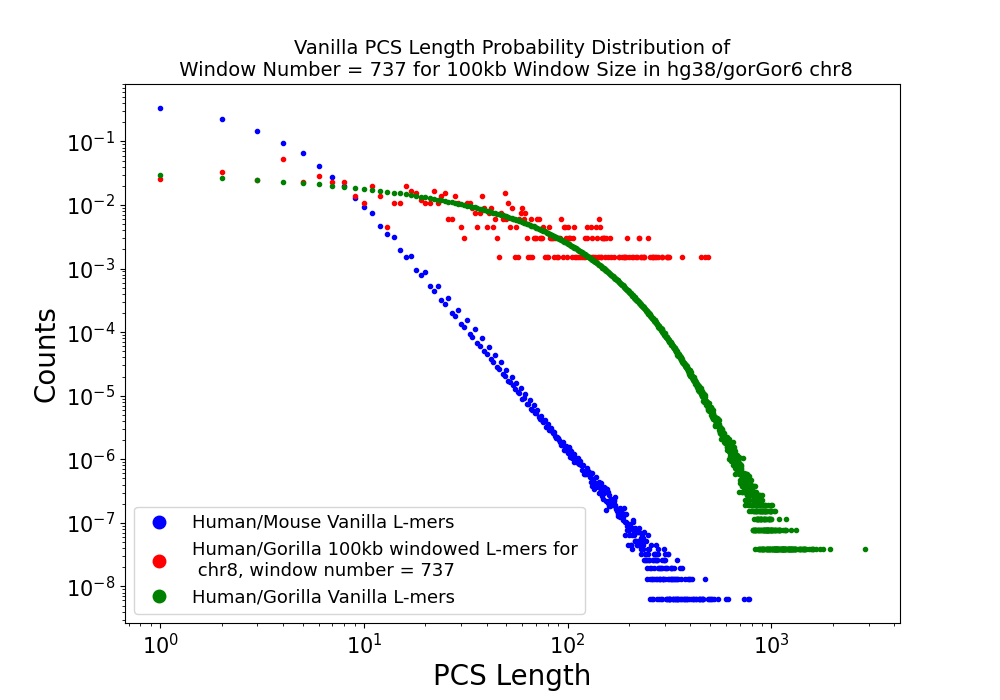 Vanilla PCS Length Probability Distribution of
Window Number = 737 for 100kb Window Size in hg38/gorGor6 chr8
Counts
10⁻¹
10⁻²
10⁻³
10⁻⁴
10⁻⁵
10⁻⁶
10⁻⁷
10⁻⁸
Human/Mouse Vanilla L-mers
Human/Gorilla 100kb windowed L-mers for
chr8, window number = 737
Human/Gorilla Vanilla L-mers
10⁰ 10¹ 10² 10³
PCS Length